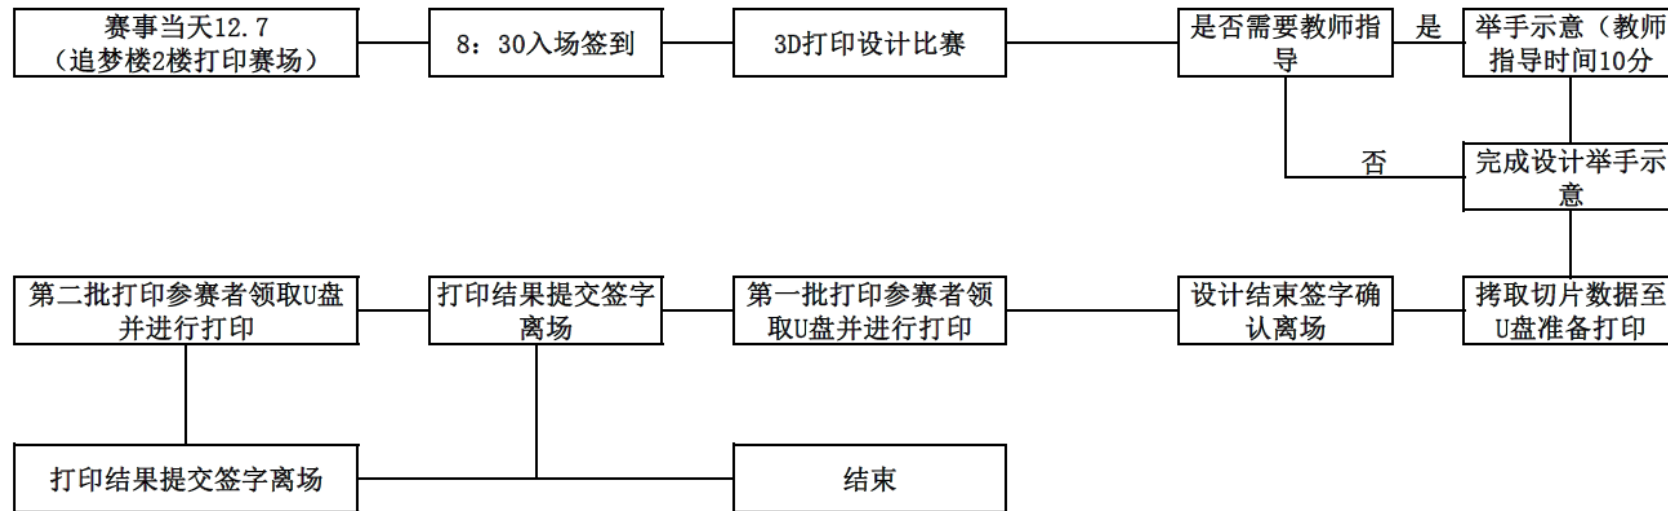 赛事当天12.7
（追梦楼2楼打印赛场）
8：30入场签到
3D打印设计比赛
是否需要教师指
导
是
举手示意（教师
指导时间10分
否
完成设计举手示
意
第二批打印参赛者领取U盘
并进行打印
打印结果提交签字
离场
第一批打印参赛者领
取U盘并进行打印
设计结束签字确
认离场
拷取切片数据至
U盘准备打印
打印结果提交签字离场
结束